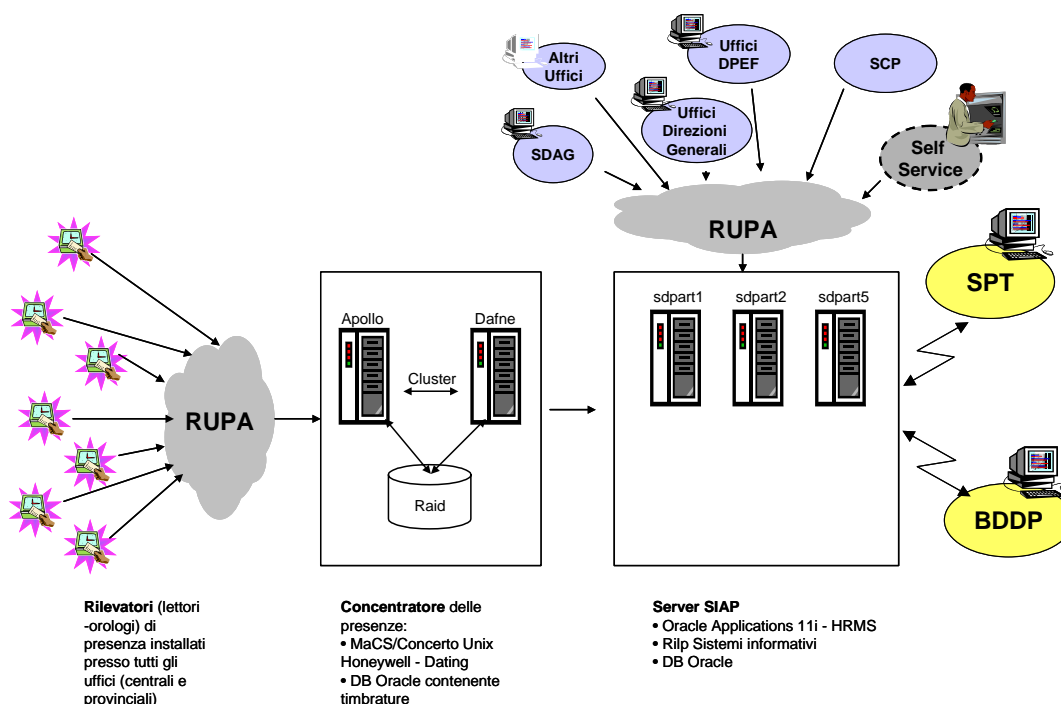 Altri
Uffici
Uffici
DPEF
SCP
SDAG
Uffici
Direzioni
Generali
Self
Service
RUPA
SPT
BDDP
RUPA
Apollo
Dafne
Cluster
Raid
sdpart1
sdpart2
sdpart5
Rilevatori (lettori
-orologi) di
presenza installati
presso tutti gli
uffici (centrali e
provinciali)
Concentratore delle
presenze:
• MaCS/Concerto Unix
Honeywell - Dating
• DB Oracle contenente
timbrature
Server SIAP
• Oracle Applications 11i - HRMS
• Rilp Sistemi informativi
• DB Oracle